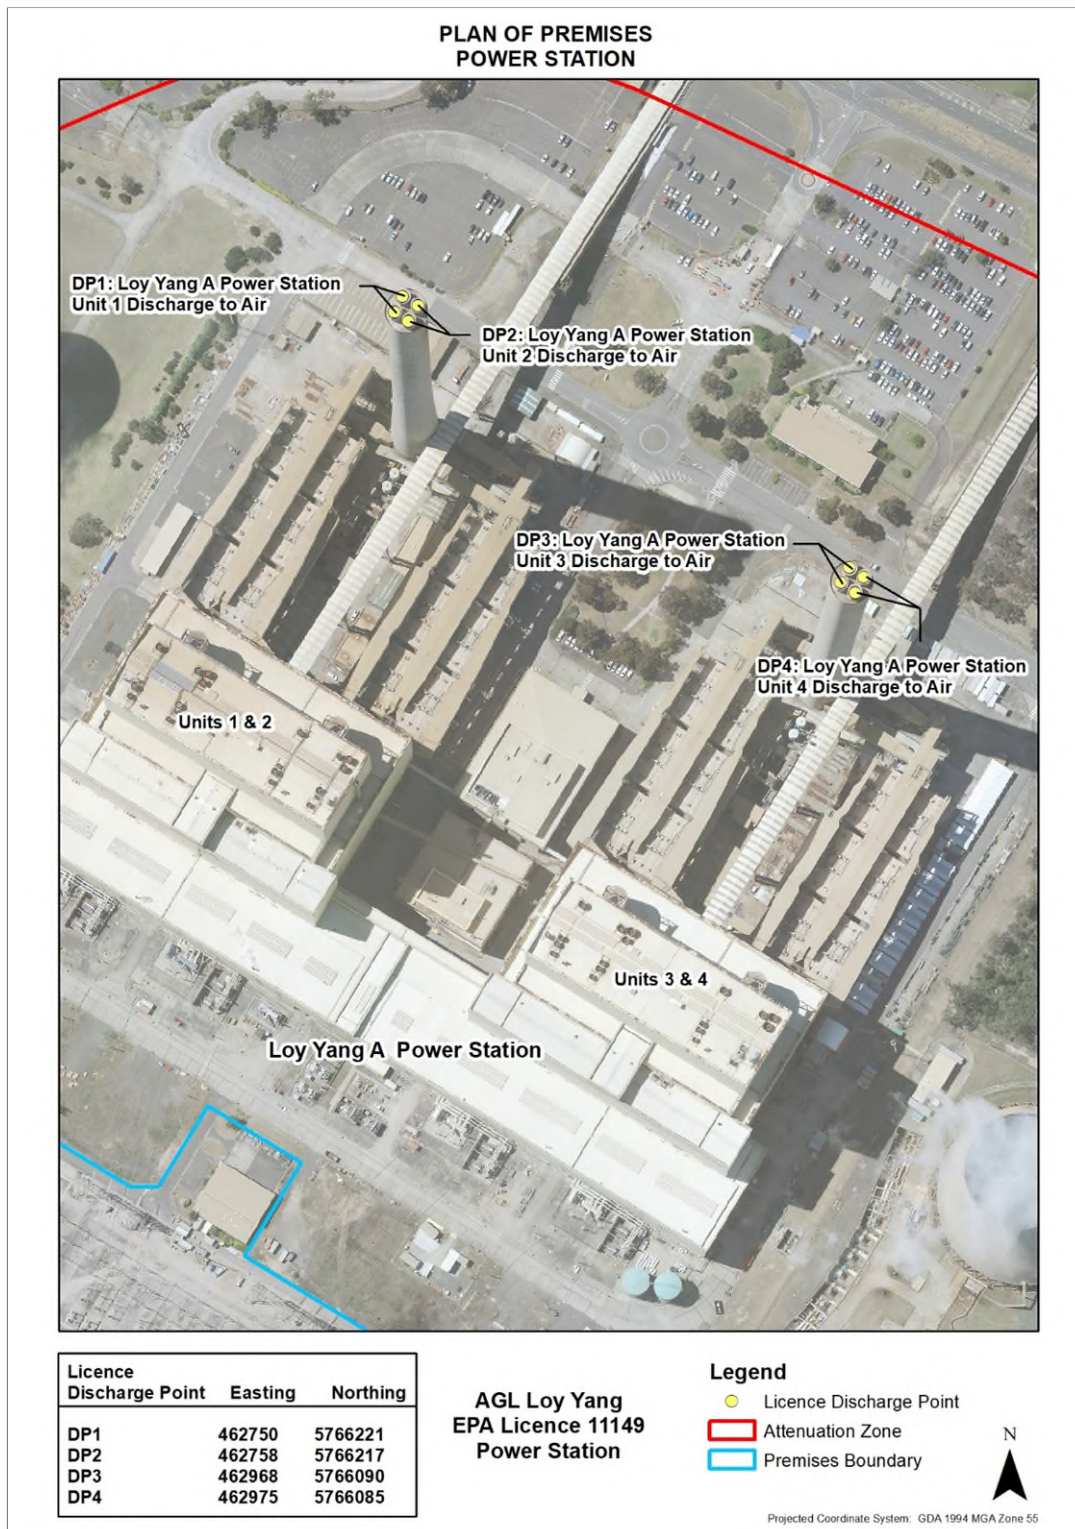 PLAN OF PREMISES
POWER STATION
DP1: Loy Yang A Power Station
Unit 1 Discharge to Air
DP2: Loy Yang A Power Station
Unit 2 Discharge to Air
DP3: Loy Yang A Power Station
Unit 3 Discharge to Air
DP4: Loy Yang A Power Station
Unit 4 Discharge to Air
Units 1 & 2
Units 3 & 4
Loy Yang A Power Station
Licence
Discharge Point Easting Northing
DP1 462750 5766221
DP2 462758 5766217
DP3 462968 5766090
DP4 462975 5766085
AGL Loy Yang
EPA Licence 11149
Power Station
Legend
Licence Discharge Point
Attenuation Zone
Premises Boundary
N
Projected Coordinate System: GDA 1994 MGA Zone 55